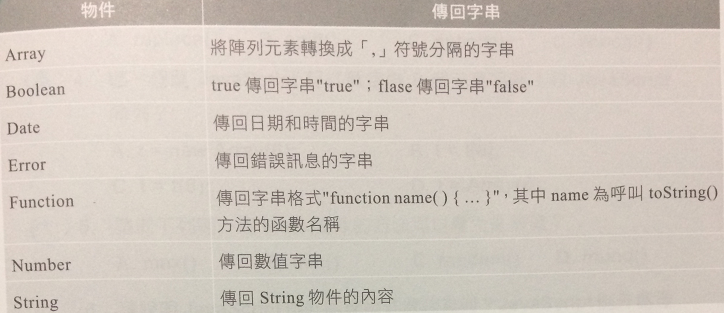 物件 傳回字串
Array 將陣列元素轉換成「,」符號分隔的字串
Boolean true 傳回字串"true"；flase 傳回字串"false"
Date 傳回日期和時間的字串
Error 傳回錯誤訊息的字串
Function 傳回字串格式"function name( ) { … }"，其中 name 為呼叫 toString()
方法的函數名稱
Number 傳回數值字串
String 傳回 String 物件的內容